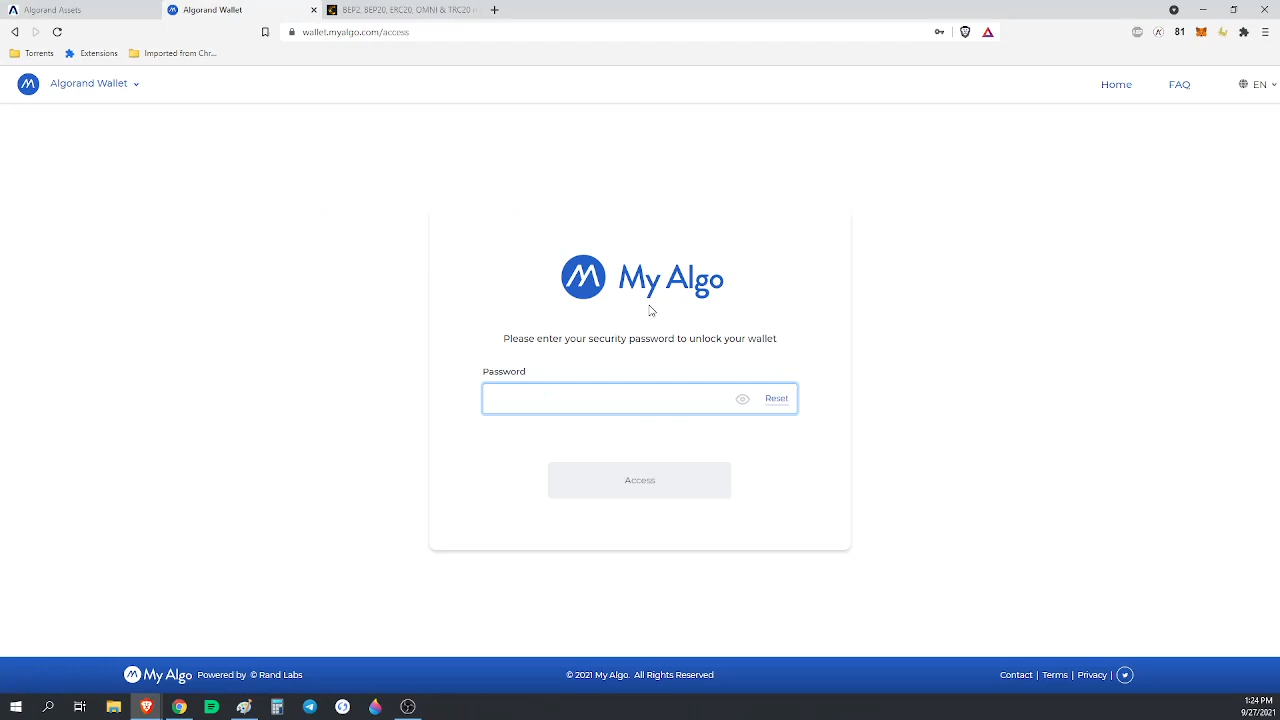 Algorand Assets
Algorand Wallet
BEP2, BEP20, ERC20, OMNI & TRC20
wallet.myalgo.com/access
81
Torrents
Extensions
Imported from Chr...
Algorand Wallet
Home
FAQ
EN
My Algo
Please enter your security password to unlock your wallet
Password
Reset
Access
My Algo Powered by © Rand Labs
© 2021 My Algo. All Rights Reserved
Contact | Terms | Privacy |
1:24 PM
9/27/2021